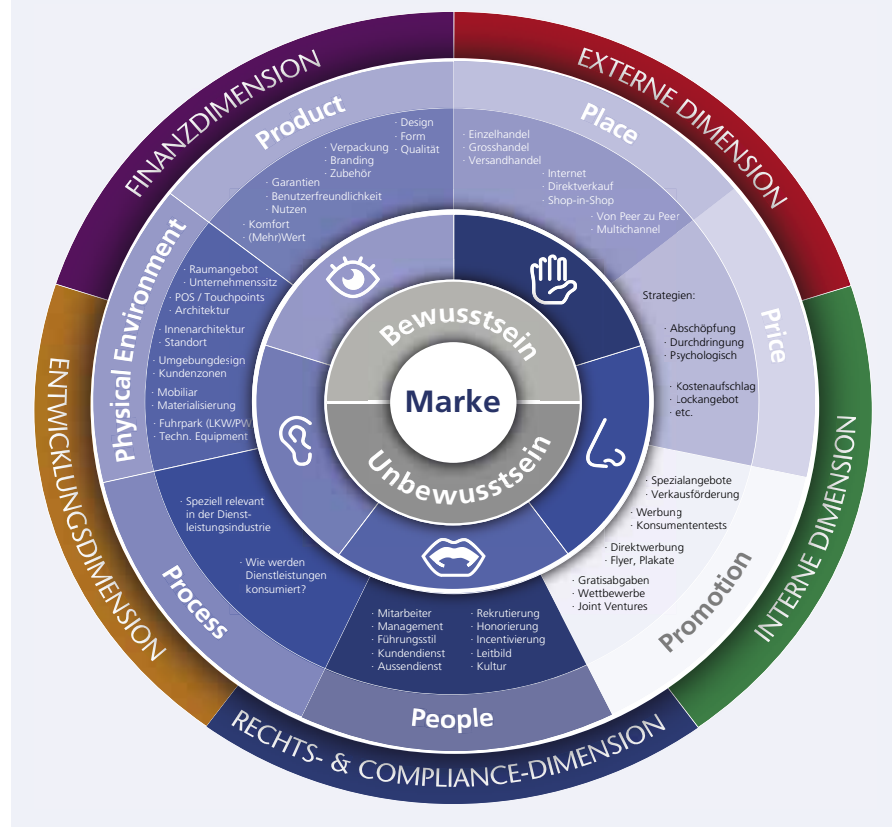 FINANZDIMENSION
EXTERNE DIMENSION
INTERNE DIMENSION
RECHTS- & COMPLIANCE-DIMENSION
ENTWICKLUNGSDIMENSION
Product
· Design
· Form
· Qualität
· Verpackung
· Branding
· Zubehör
· Garantien
· Benutzerfreundlichkeit
· Nutzen
· Komfort
· (Mehr)Wert
Place
· Einzelhandel
· Grosshandel
· Versandhandel
· Internet
· Direktverkauf
· Shop-in-Shop
· Von Peer zu Peer
· Multichannel
Price
Strategien:
· Abschöpfung
· Durchdringung
· Psychologisch
· Kostenaufschlag
· Lockangebot
· etc.
Promotion
· Spezialangebote
· Verkausförderung
· Werbung
· Konsumententests
· Direktwerbung
· Flyer, Plakate
· Gratisabgaben
· Wettbewerbe
· Joint Ventures
People
· Mitarbeiter
· Management
· Führungsstil
· Kundendienst
· Aussendienst
· Rekrutierung
· Honorierung
· Incentivierung
· Leitbild
· Kultur
Process
· Speziell relevant
in der Dienst-
leistungsindustrie
· Wie werden
Dienstleistungen
konsumiert?
Physical Environment
· Raumangebot
· Unternehmenssitz
· POS / Touchpoints
· Architektur
· Innenarchitektur
· Standort
· Umgebungdesign
· Kundenzonen
· Mobiliar
· Materialisierung
· Fuhrpark (LKW/PW
· Techn. Equipment
Bewusstsein
Marke
Unbewusstsein